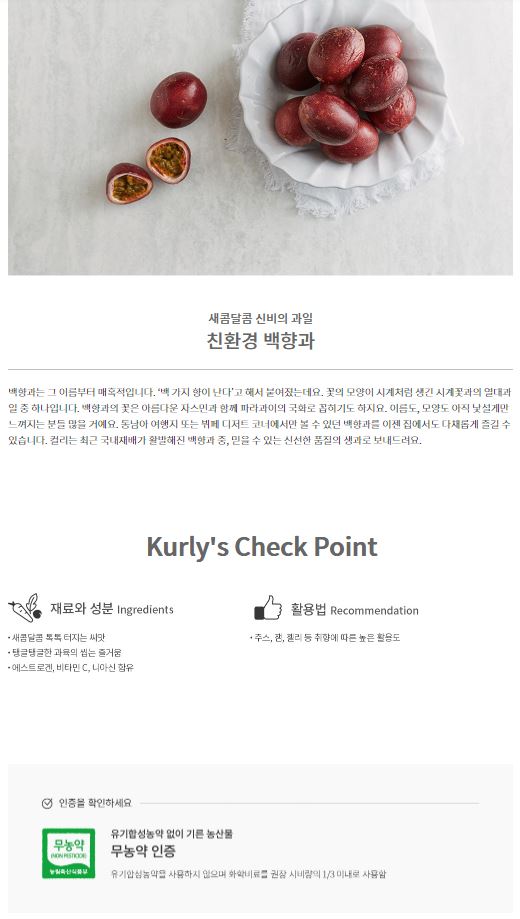 새콤달콤 신비의 과일
친환경 백향과
백향과는 그 이름부터 매혹적입니다. '백 가지 향이 난다'고 해서 붙여졌는데요. 꽃의 모양이 시계처럼 생긴 시계꽃과의 열대과
일 중 하나입니다. 백향과의 꽃은 아름다운 자스민과 함께 파라과이의 국화로 꼽히기도 하지요. 이름도, 모양도 아직 낯설게만
느껴지는 분들 많을 거예요. 동남아 여행지 또는 뷔페 디저트 코너에서만 볼 수 있던 백향과를 이젠 집에서도 다채롭게 즐길 수
있습니다. 컬리는 최근 국내재배가 활발해진 백향과 중, 믿을 수 있는 신선한 품질의 생과로 보내드려요.
Kurly's Check Point
재료와 성분 Ingredients
• 새콤달콤 톡톡 터지는 씨맛
• 탱글탱글한 과육의 씹는 즐거움
• 에스트로겐, 비타민 C, 니아신 함유
활용법 Recommendation
• 주스, 잼, 젤리 등 취향에 따른 높은 활용도
인증을 확인하세요
무농약
(NON PESTICIDE)
농림축산식품부
유기합성농약 없이 기른 농산물
무농약 인증
유기합성농약을 사용하지 않으며 화학비료를 권장 시비량의 1/3 이내로 사용함